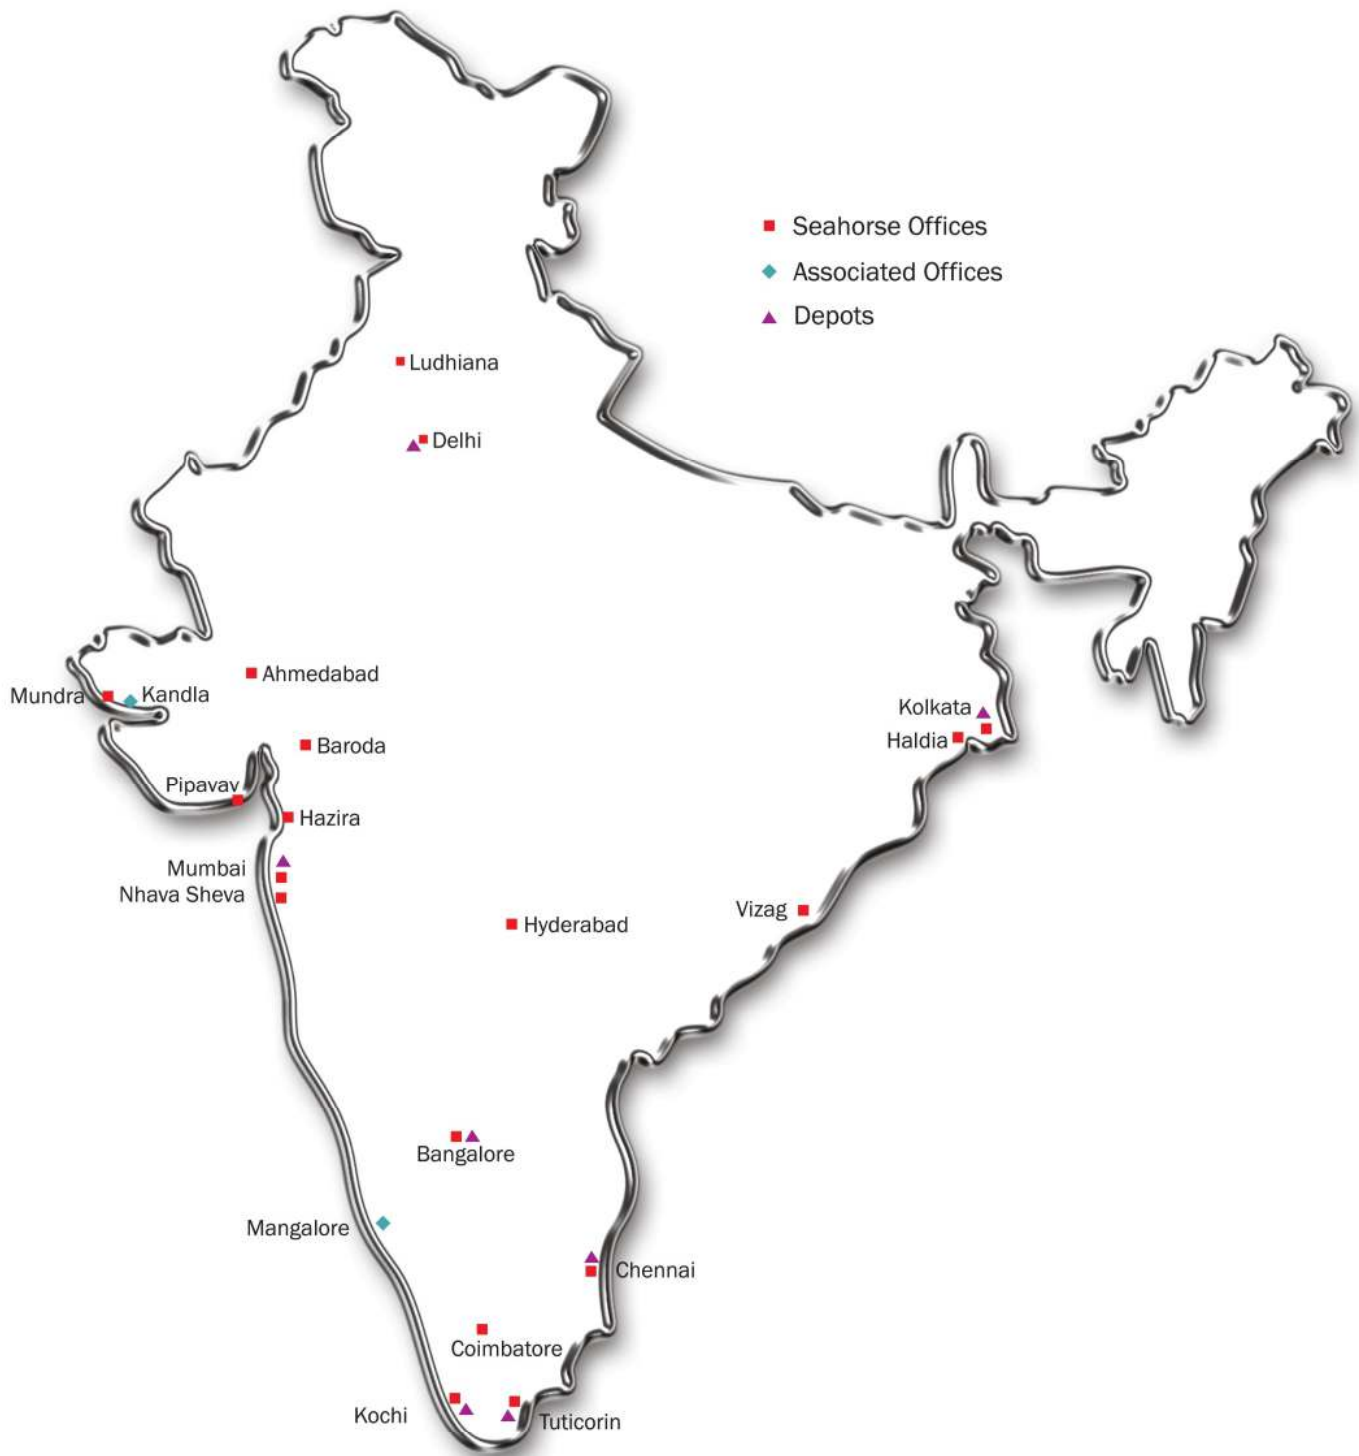 Seahorse Offices
Associated Offices
Depots
Ludhiana
Delhi
Ahmedabad
Mundra
Kandla
Kolkata
Haldia
Baroda
Pipavav
Hazira
Mumbai
Nhava Sheva
Vizag
Hyderabad
Bangalore
Mangalore
Chennai
Coimbatore
Kochi
Tuticorin